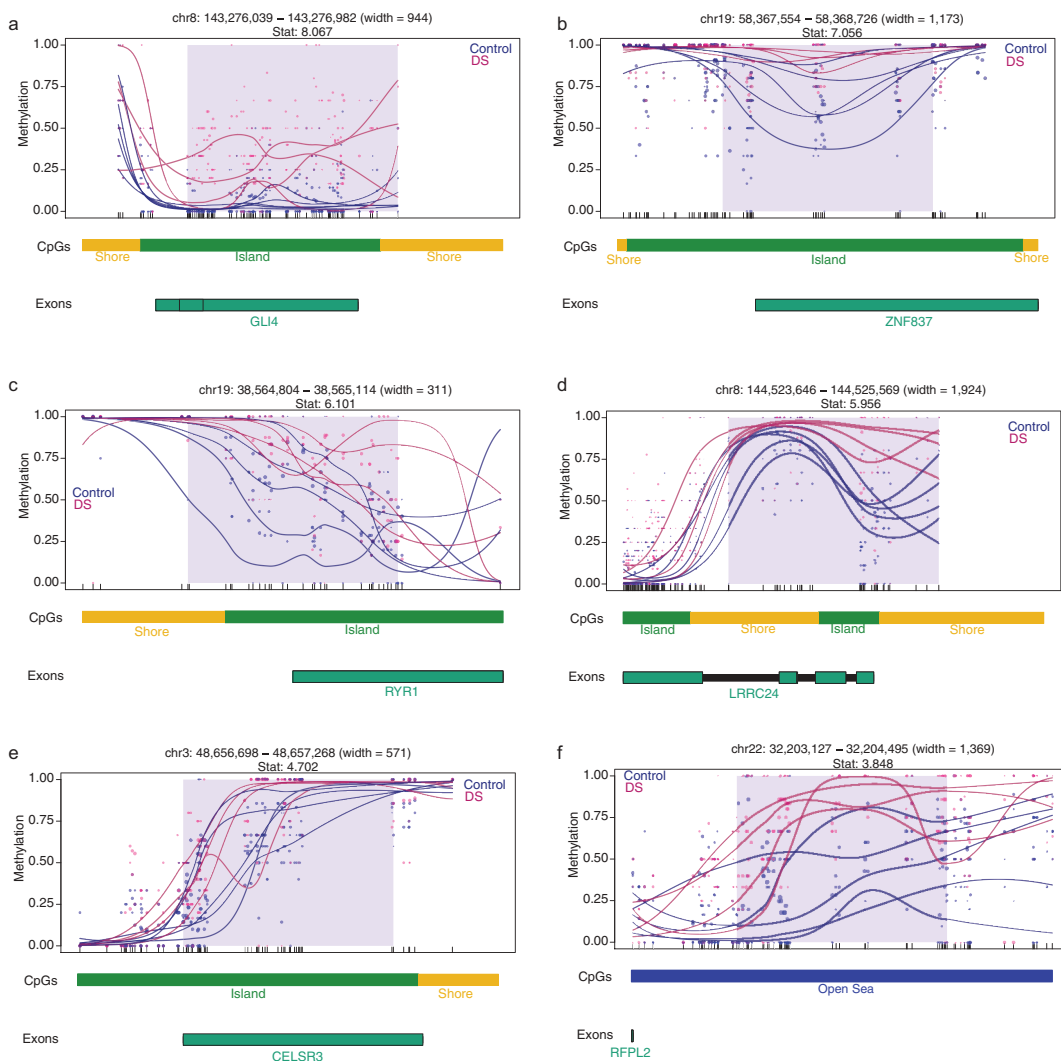 a
chr8: 143,276,039 – 143,276,982 (width = 944)
Stat: 8.067
Control
DS
Methylation
1.00
0.75
0.50
0.25
0.00
CpGs
Shore
Island
Shore
Exons
GLI4
b
chr19: 58,367,554 – 58,368,726 (width = 1,173)
Stat: 7.056
Control
DS
Methylation
1.00
0.75
0.50
0.25
0.00
CpGs
Shore
Island
Shore
Exons
ZNF837
c
chr19: 38,564,804 – 38,565,114 (width = 311)
Stat: 6.101
Control
DS
Methylation
1.00
0.75
0.50
0.25
0.00
CpGs
Shore
Island
Exons
RYR1
d
chr8: 144,523,646 – 144,525,569 (width = 1,924)
Stat: 5.956
Control
DS
Methylation
1.00
0.75
0.50
0.25
0.00
CpGs
Island
Shore
Island
Shore
Exons
LRRC24
e
chr3: 48,656,698 – 48,657,268 (width = 571)
Stat: 4.702
Control
DS
Methylation
1.00
0.75
0.50
0.25
0.00
CpGs
Island
Shore
Exons
CELSR3
f
chr22: 32,203,127 – 32,204,495 (width = 1,369)
Stat: 3.848
Control
DS
Methylation
1.00
0.75
0.50
0.25
0.00
CpGs
Open Sea
Exons
RFPL2